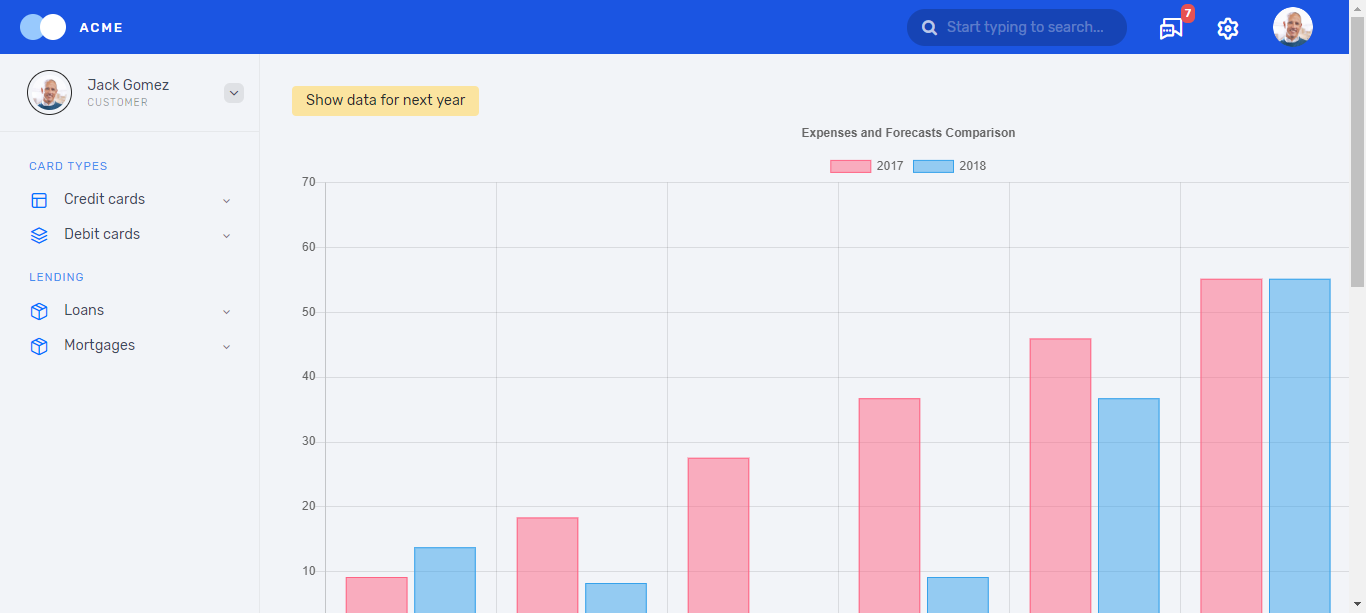 ACME
Start typing to search...
7
Jack Gomez
CUSTOMER
CARD TYPES
Credit cards
Debit cards
LENDING
Loans
Mortgages
Show data for next year
Expenses and Forecasts Comparison
2017 2018
70
60
50
40
30
20
10